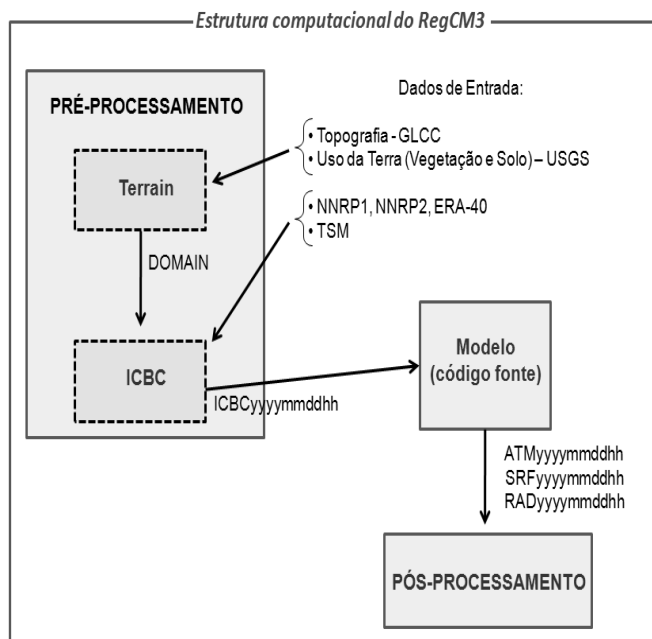 Estrutura computacional do RegCM3
PRÉ-PROCESSAMENTO
Dados de Entrada:
• Topografia - GLCC
• Uso da Terra (Vegetação e Solo) – USGS
Terrain
• NNRP1, NNRP2, ERA-40
• TSM
DOMAIN
ICBC
ICBCyyyymmddhh
Modelo
(código fonte)
ATMyyyymmddhh
SRFyyyymmddhh
RADyyyymmddhh
PÓS-PROCESSAMENTO